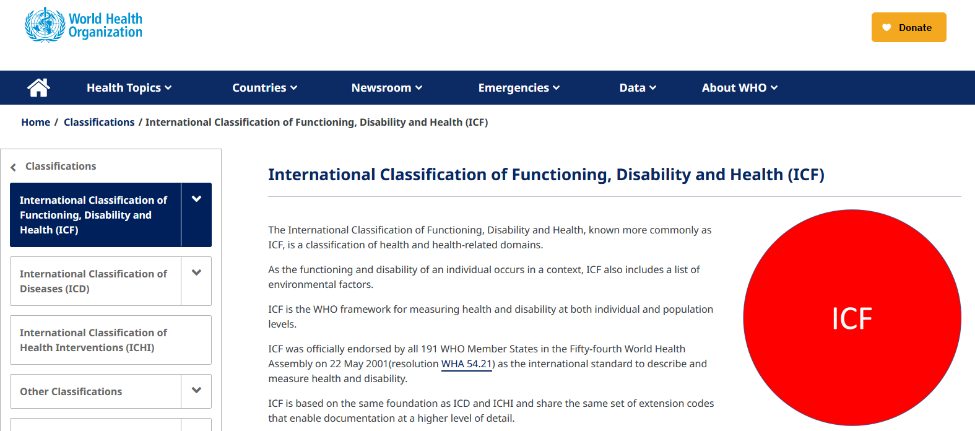 World Health
Organization
Donate
Health Topics
Countries
Newsroom
Emergencies
Data
About WHO
Home / Classifications / International Classification of Functioning, Disability and Health (ICF)
Classifications
International Classification of
Functioning, Disability and
Health (ICF)
International Classification of
Diseases (ICD)
International Classification of
Health Interventions (ICHI)
Other Classifications
International Classification of Functioning, Disability and Health (ICF)
The International Classification of Functioning, Disability and Health, known more commonly as
ICF, is a classification of health and health-related domains.
As the functioning and disability of an individual occurs in a context, ICF also includes a list of
environmental factors.
ICF is the WHO framework for measuring health and disability at both individual and population
levels.
ICF was officially endorsed by all 191 WHO Member States in the Fifty-fourth World Health
Assembly on 22 May 2001(resolution WHA 54.21) as the international standard to describe and
measure health and disability.
ICF is based on the same foundation as ICD and ICHI and share the same set of extension codes
that enable documentation at a higher level of detail.
ICF